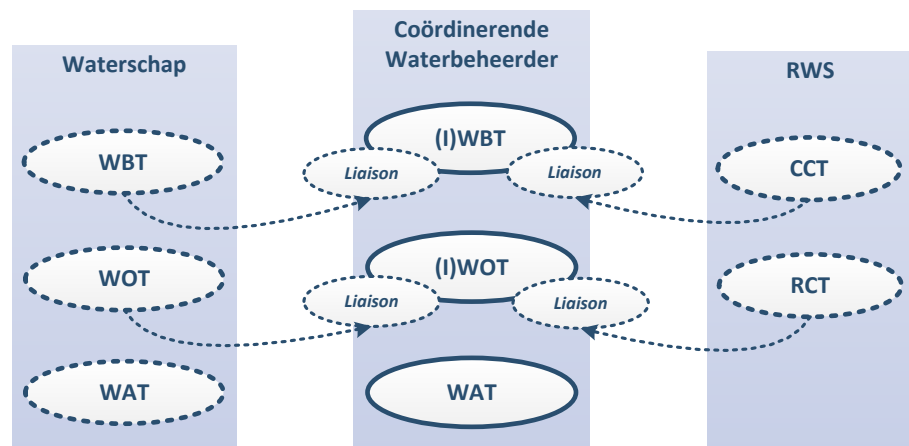 Waterschap
WBT
WOT
WAT
Coördinerende
Waterbeheerder
(I)WBT
Liaison
Liaison
(I)WOT
Liaison
Liaison
WAT
RWS
CCT
RCT